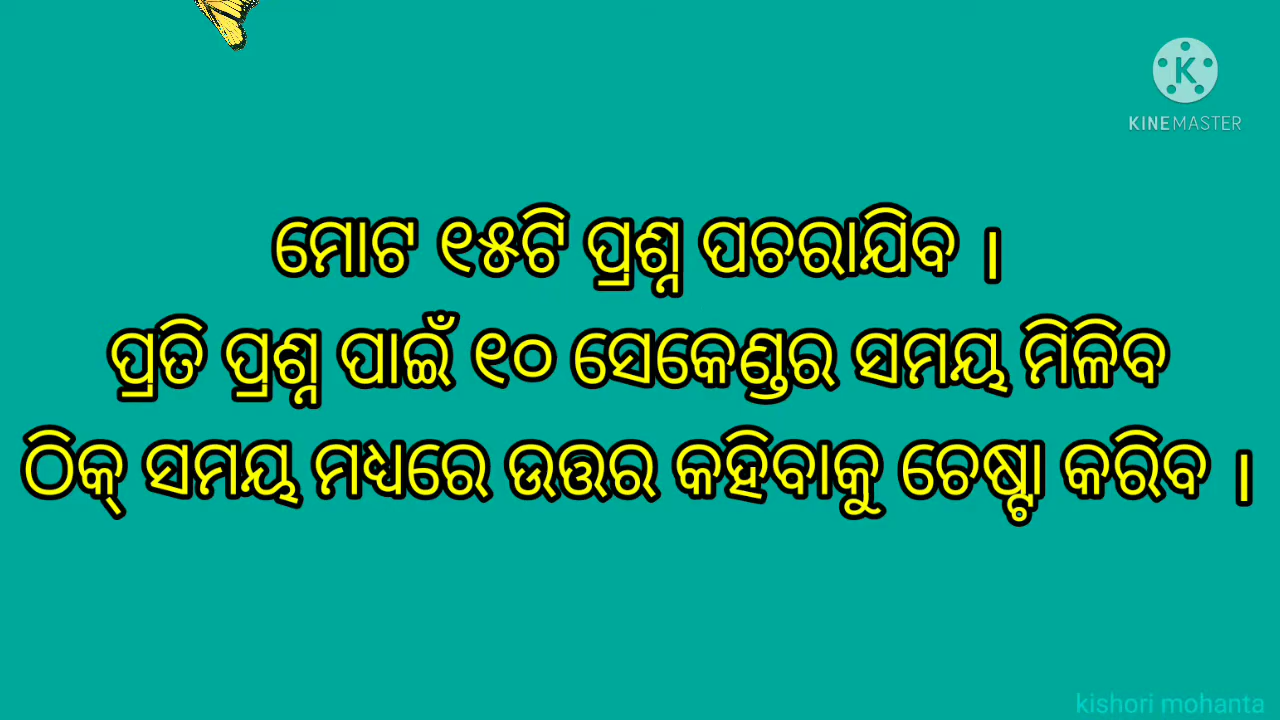 KINEMASTER
ମୋଟ ୧୫ଟି ପ୍ରଶ୍ନ ପଚରାଯିବ ।
ପ୍ରତି ପ୍ରଶ୍ନ ପାଇଁ ୧୦ ସେକେଣ୍ଡର ସମୟ ମିଳିବ
ଠିକ୍ ସମୟ ମଧ୍ୟରେ ଉତ୍ତର କହିବାକୁ ଚେଷ୍ଟା କରିବ ।
kishori mohanta